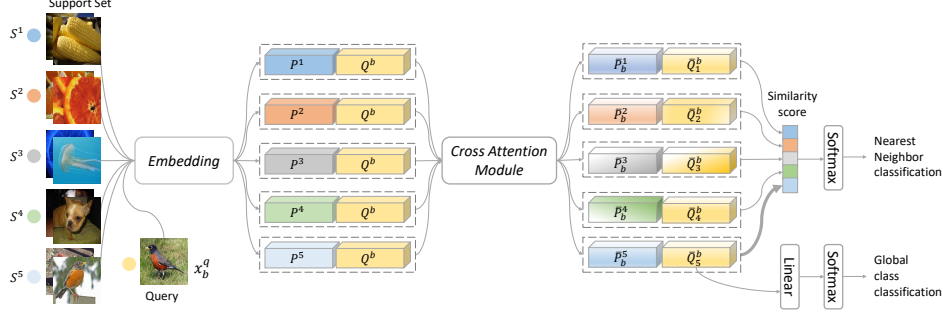 Support Set
S¹
S²
S³
S⁴
S⁵
x_b^q
Query
Embedding
P¹ Q^b
P² Q^b
P³ Q^b
P⁴ Q^b
P⁵ Q^b
Cross Attention
Module
P̄_b^1 Q̄_1^b
P̄_b^2 Q̄_2^b
P̄_b^3 Q̄_3^b
P̄_b^4 Q̄_4^b
P̄_b^5 Q̄_5^b
Similarity
score
Softmax
Nearest
Neighbor
classification
Linear
Softmax
Global
class
classification